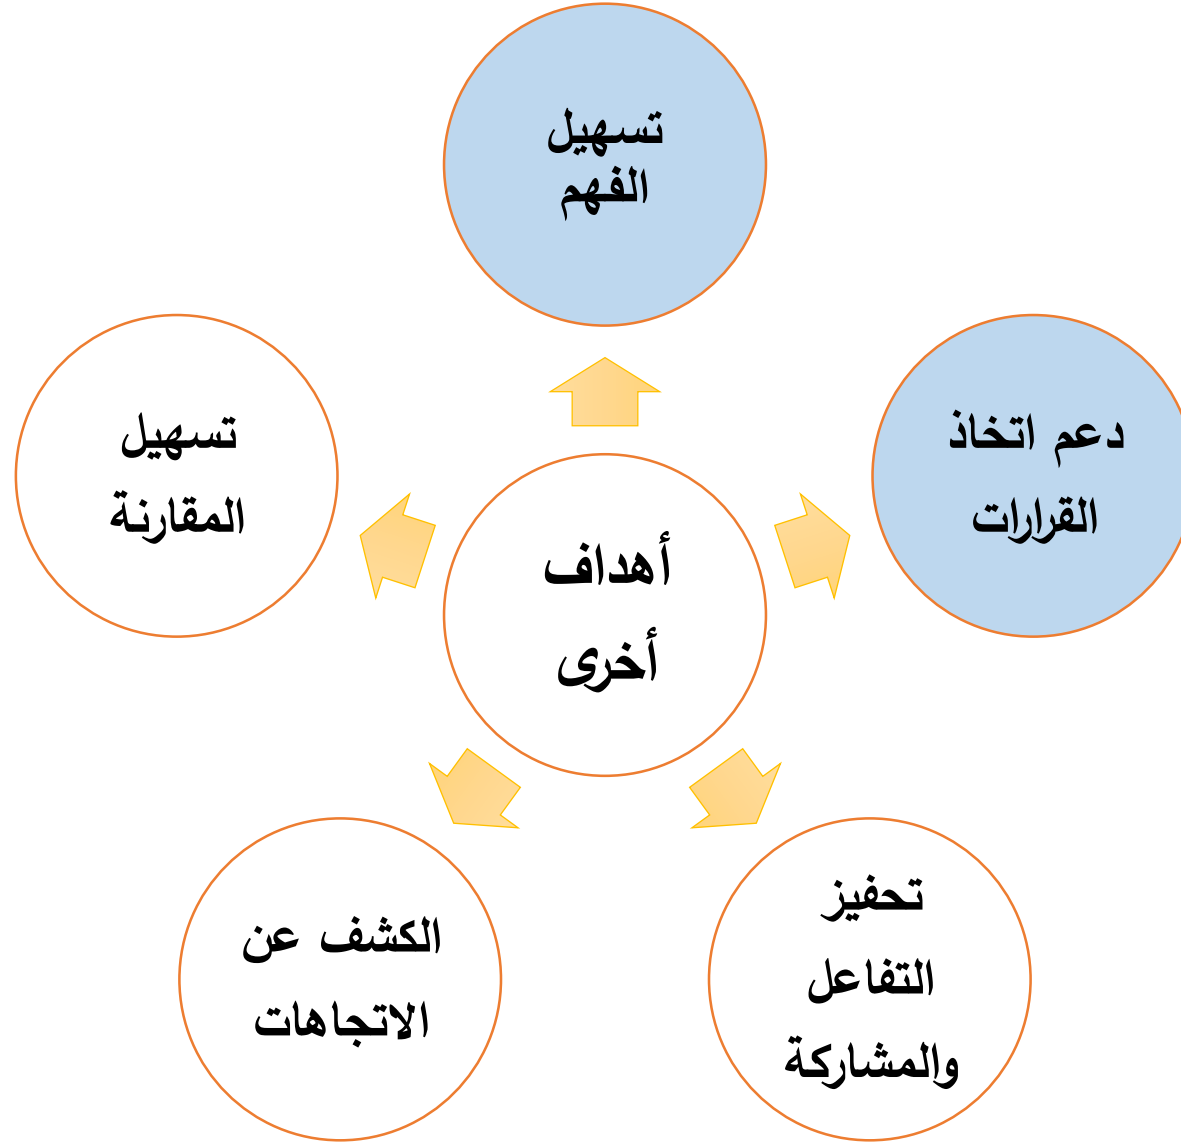 تسهيل
الفهم
دعم اتخاذ
القرارات
تسهيل
المقارنة
أهداف
أخرى
تحفيز
التفاعل
والمشاركة
الكشف عن
الاتجاهات